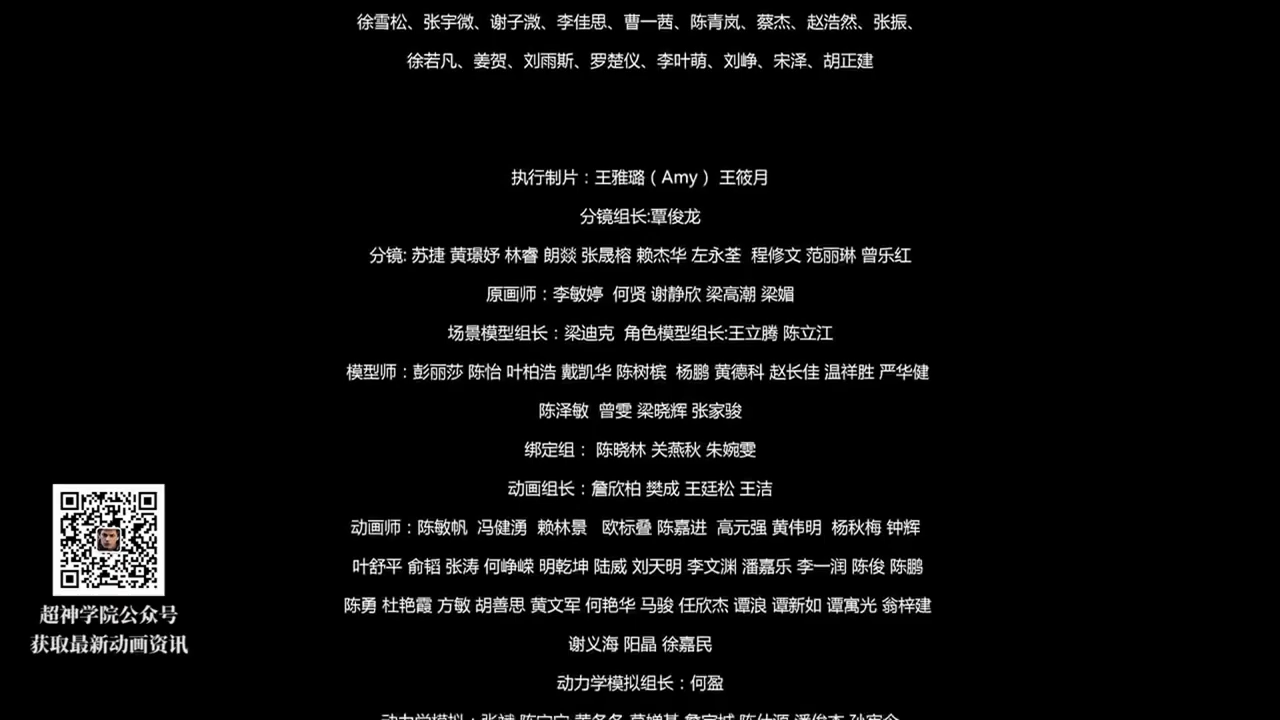 徐雪松、张宇微、谢子溦、李佳思、曹一茜、陈青岚、蔡杰、赵浩然、张振、
徐若凡、姜贺、刘雨斯、罗楚仪、李叶萌、刘峥、宋泽、胡正建
执行制片：王雅璐（Amy） 王筱月
分镜组长:覃俊龙
分镜: 苏捷 黄璟妤 林睿 朗燚 张晟榕 赖杰华 左永荃 程修文 范丽琳 曾乐红
原画师：李敏婷 何贤 谢静欣 梁高潮 梁媚
场景模型组长：梁迪克 角色模型组长:王立腾 陈立江
模型师：彭丽莎 陈怡 叶柏浩 戴凯华 陈树槟 杨鹏 黄德科 赵长佳 温祥胜 严华健
陈泽敏 曾雯 梁晓辉 张家骏
绑定组： 陈晓林 关燕秋 朱婉雯
动画组长：詹欣柏 樊成 王廷松 王洁
动画师：陈敏帆 冯健湧 赖林景 欧标叠 陈嘉进 高元强 黄伟明 杨秋梅 钟辉
叶舒平 俞韬 张涛 何峥嵘 明乾坤 陆威 刘天明 李文渊 潘嘉乐 李一润 陈俊 陈鹏
陈勇 杜艳霞 方敏 胡善思 黄文军 何艳华 马骏 任欣杰 谭浪 谭新如 谭寓光 翁梓建
谢义海 阳晶 徐嘉民
动力学模拟组长：何盈
动力学模拟：张斌
超神学院公众号
获取最新动画资讯